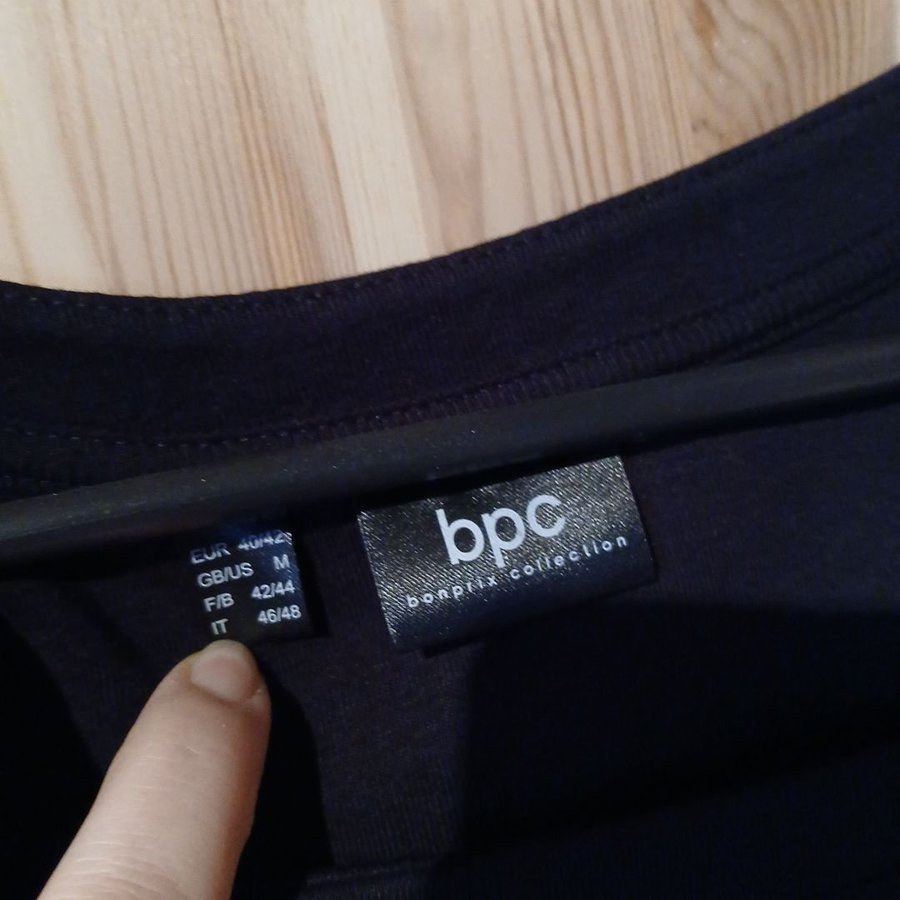 EUR 40/42
GB/US M
F/B 42/44
IT 46/48
bpc
bonprix collection